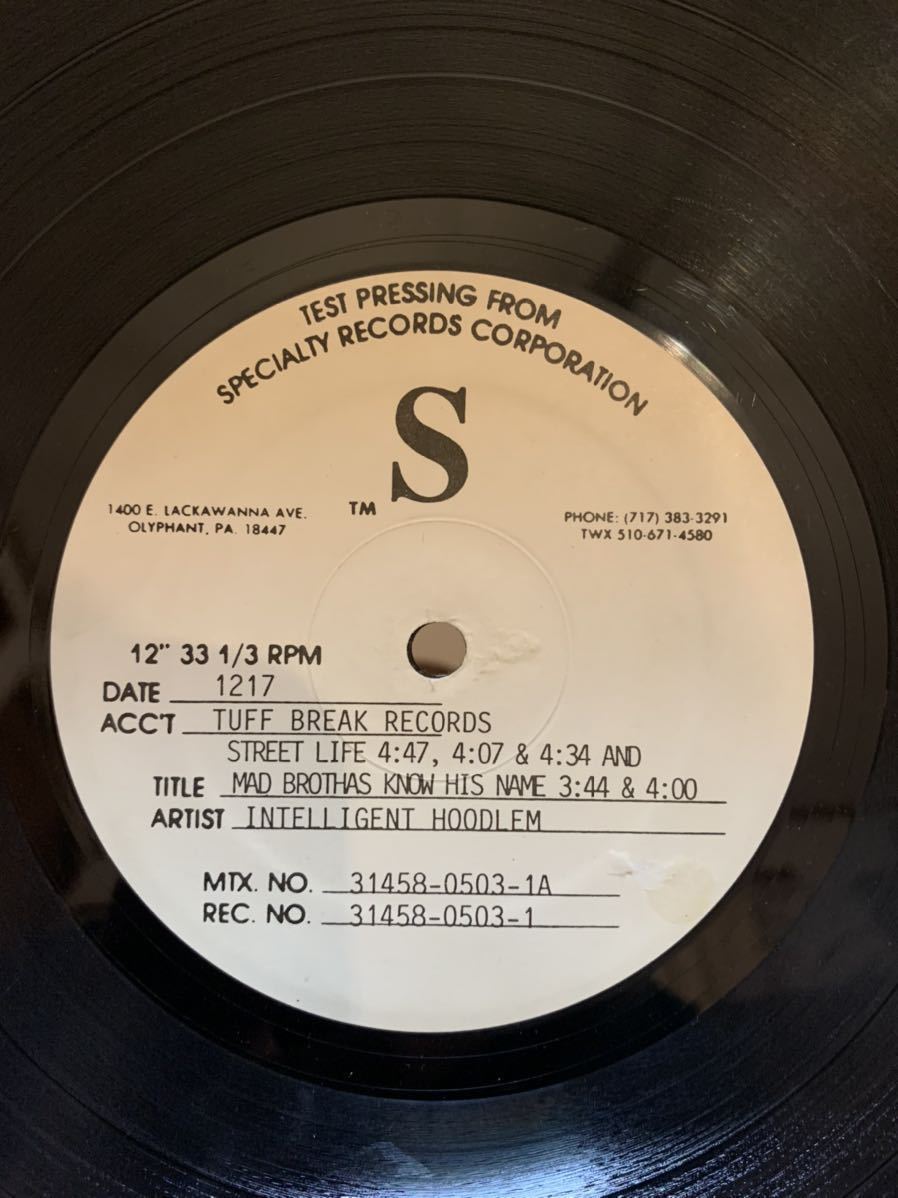 TEST PRESSING FROM
SPECIALTY RECORDS CORPORATION
S
TM
1400 E. LACKAWANNA AVE.
OLYPHANT, PA. 18447
PHONE: (717) 383-3291
TWX 510-671-4580
12" 33 1/3 RPM
DATE 1217
ACC'T TUFF BREAK RECORDS
STREET LIFE 4:47, 4:07 & 4:34 AND
TITLE MAD BROTHAS KNOW HIS NAME 3:44 & 4:00
ARTIST INTELLIGENT HOODLEM
MTX. NO. 31458-0503-1A
REC. NO. 31458-0503-1